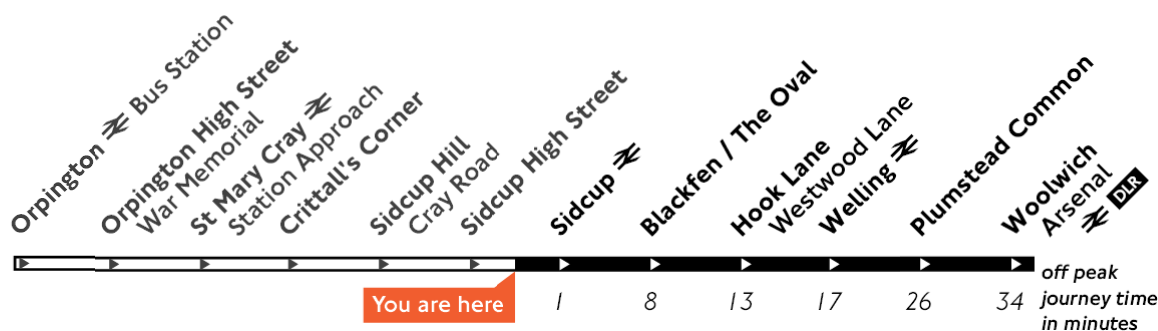 Orpington Bus Station
Orpington High Street
War Memorial
St Mary Cray
Station Approach
Crittall's Corner
Sidcup Hill
Cray Road
Sidcup High Street
Sidcup
Blackfen / The Oval
Hook Lane
Westwood Lane
Welling
Plumstead Common
Woolwich
Arsenal
DLR
You are here
1 8 13 17 26 34
off peak
journey time
in minutes